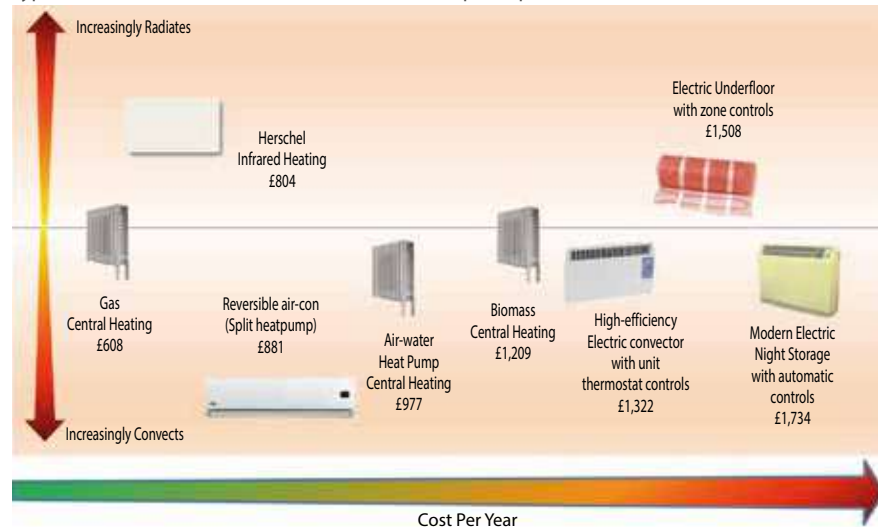 Increasingly Radiates
Electric Underfloor
with zone controls
£1,508
Herschel
Infrared Heating
£804
Gas
Central Heating
£608
Reversible air-con
(Split heatpump)
£881
Air-water
Heat Pump
Central Heating
£977
Biomass
Central Heating
£1,209
High-efficiency
Electric convector
with unit
thermostat controls
£1,322
Modern Electric
Night Storage
with automatic
controls
£1,734
Increasingly Convects
Cost Per Year